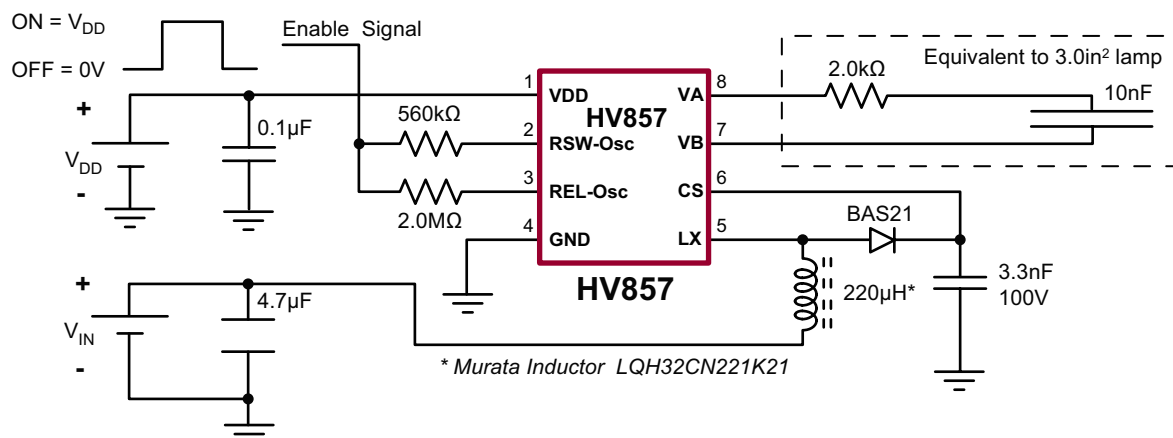 ON = VDD
OFF = 0V
Enable Signal
Equivalent to 3.0in² lamp
2.0kΩ
10nF
+
VDD
-
0.1µF
560kΩ
2.0MΩ
1
2
3
4
VDD
RSW-Osc
REL-Osc
GND
HV857
VA
VB
CS
LX
8
7
6
5
HV857
BAS21
3.3nF
100V
220µH*
+
VIN
-
4.7µF
* Murata Inductor LQH32CN221K21